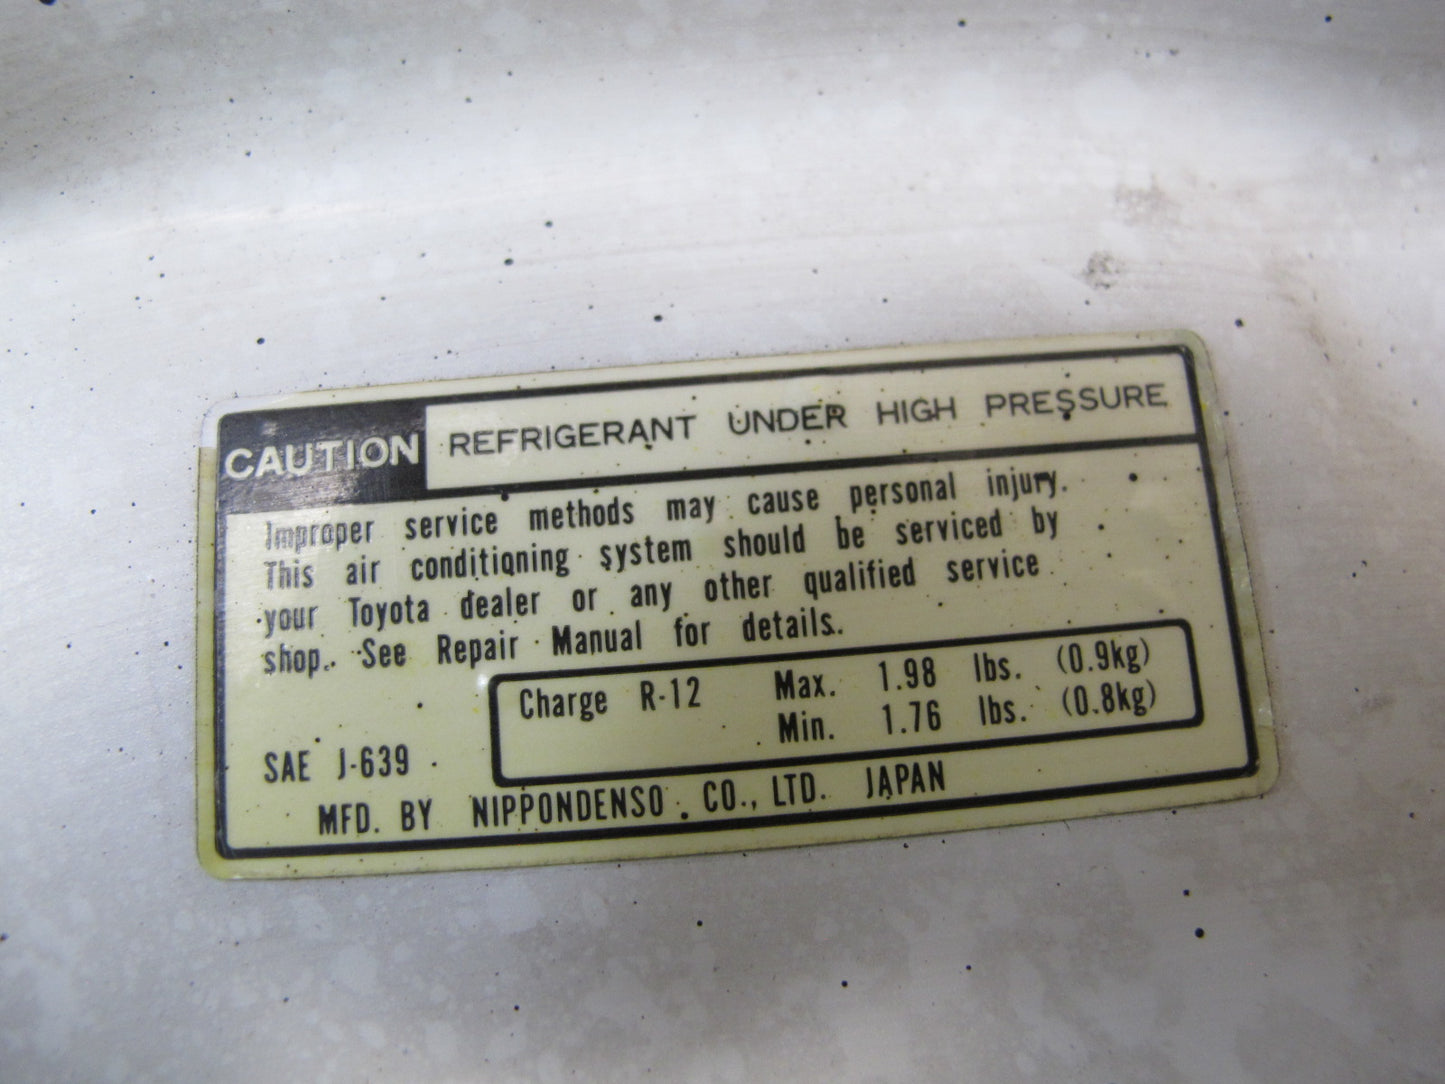 CAUTION REFRIGERANT UNDER HIGH PRESSURE
Improper service methods may cause personal injury.
This air conditioning system should be serviced by
your Toyota dealer or any other qualified service
shop. See Repair Manual for details.
Charge R-12 Max. 1.98 lbs. (0.9kg)
Min. 1.76 lbs. (0.8kg)
SAE J-639
MFD. BY NIPPONDENSO CO., LTD. JAPAN